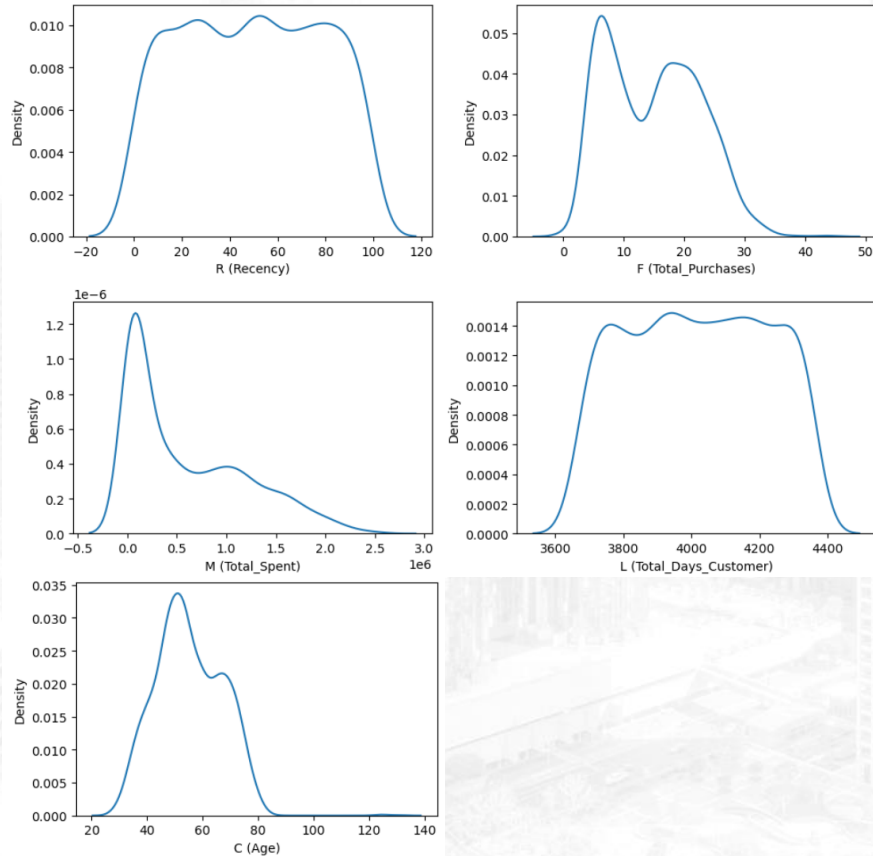 0.010
0.008
0.006
0.004
0.002
0.000
Density
−20 0 20 40 60 80 100 120
R (Recency)
0.05
0.04
0.03
0.02
0.01
0.00
Density
0 10 20 30 40 50
F (Total_Purchases)
1e−6
1.2
1.0
0.8
0.6
0.4
0.2
0.0
Density
−0.5 0.0 0.5 1.0 1.5 2.0 2.5 3.0
1e6
M (Total_Spent)
0.0014
0.0012
0.0010
0.0008
0.0006
0.0004
0.0002
0.0000
Density
3600 3800 4000 4200 4400
L (Total_Days_Customer)
0.035
0.030
0.025
0.020
0.015
0.010
0.005
0.000
Density
20 40 60 80 100 120 140
C (Age)